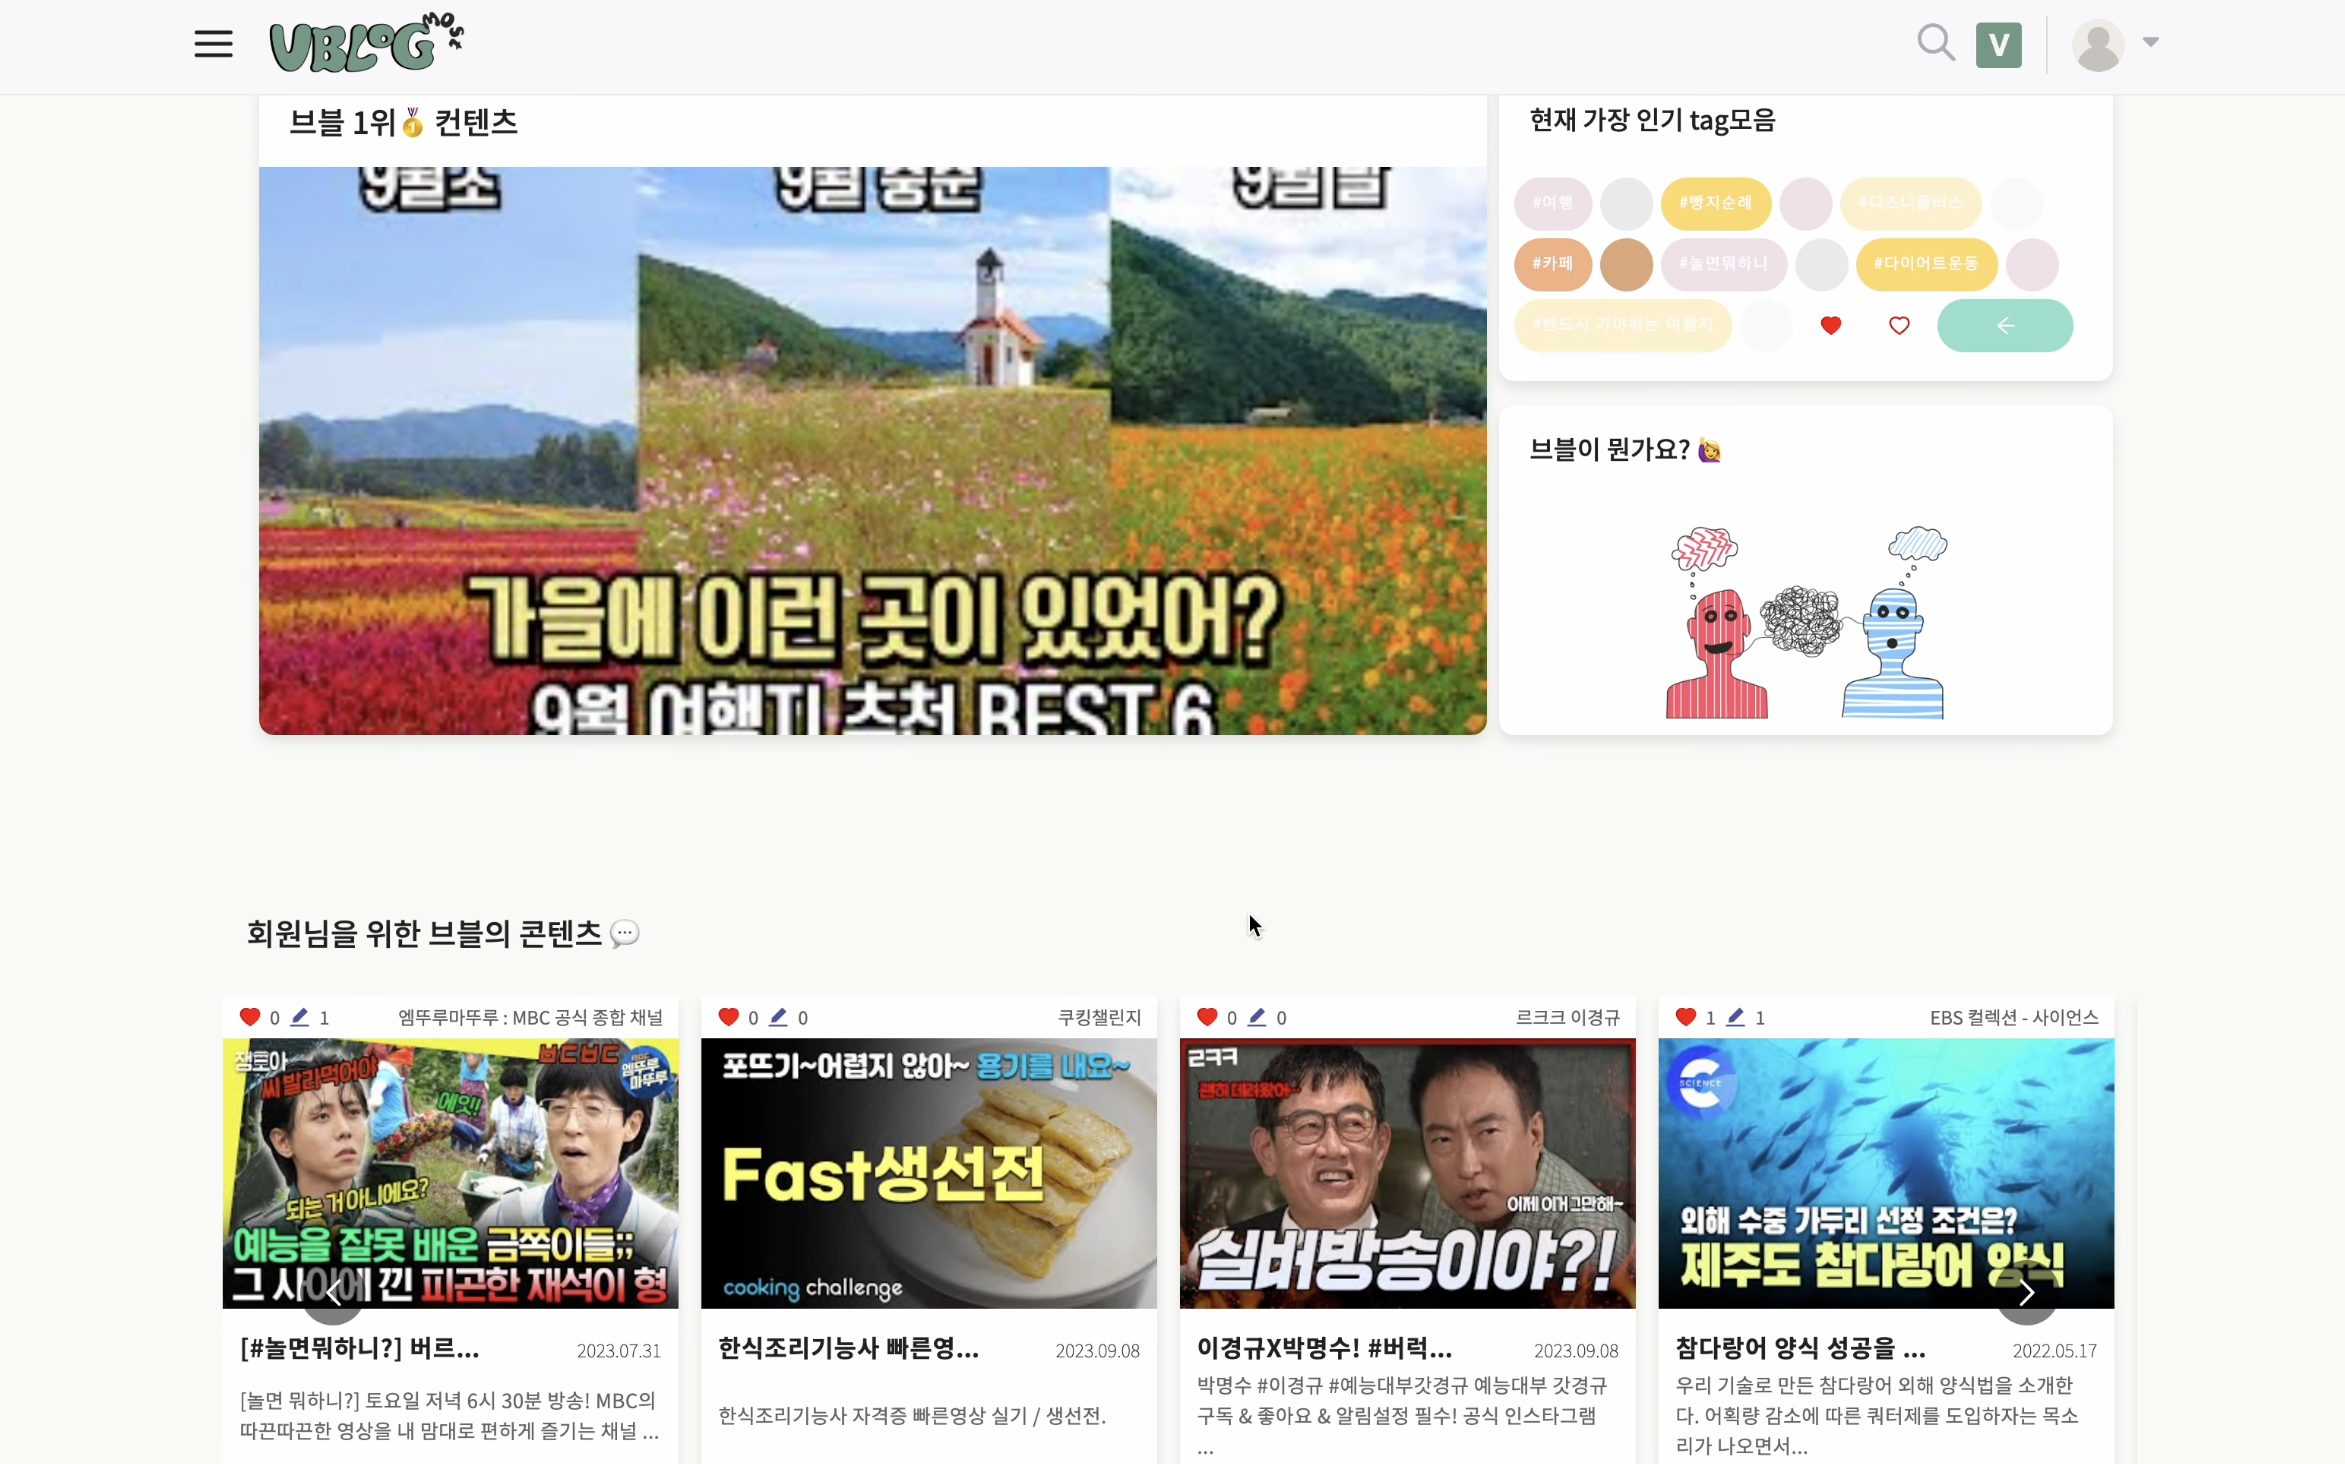 VBLOG MOST
V
브블 1위🥇 컨텐츠
9월초
9월 중순
9월 말
가을에 이런 곳이 있었어?
9월 여행지 추천 BEST 6
현재 가장 인기 tag모음
#여행
#빵지순례
#디즈니플러스
#카페
#놀면뭐하니
#다이어트운동
#반드시 가야하는 여행지
브블이 뭔가요? 🙋
회원님을 위한 브블의 콘텐츠 💬
0 1 엠뚜루마뚜루 : MBC 공식 종합 채널
쟁토아
씨 발라먹어야
ㅂㄷㅂㄷ
MBC
엠뚜루
마뚜루
에잇!!
되는 거 아니에요?
예능을 잘못 배운 금쪽이들;;
그 사이에 낀 피곤한 재석이 형
[#놀면뭐하니?] 버르...
2023.07.31
[놀면 뭐하니?] 토요일 저녁 6시 30분 방송! MBC의
따끈따끈한 영상을 내 맘대로 편하게 즐기는 채널 ...
0 0 쿠킹챌린지
포뜨기~어렵지 않아~ 용기를 내요~
Fast생선전
cooking challenge
한식조리기능사 빠른영...
2023.09.08
한식조리기능사 자격증 빠른영상 실기 / 생선전.
0 0 르크크 이경규
르크크
괜히 데려왔어...
이제 이거 그만해~
실버방송이야?!
이경규X박명수! #버럭...
2023.09.08
박명수 #이경규 #예능대부갓경규 예능대부 갓경규
구독 & 좋아요 & 알림설정 필수! 공식 인스타그램
...
1 1 EBS 컬렉션 - 사이언스
SCIENCE
외해 수중 가두리 선정 조건은?
제주도 참다랑어 양식
참다랑어 양식 성공을 ...
2022.05.17
우리 기술로 만든 참다랑어 외해 양식법을 소개한
다. 어획량 감소에 따른 쿼터제를 도입하자는 목소
리가 나오면서...